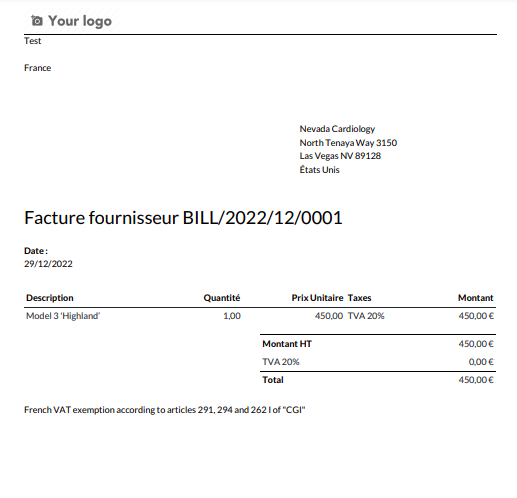 Your logo
Test
France
Nevada Cardiology
North Tenaya Way 3150
Las Vegas NV 89128
États Unis
Facture fournisseur BILL/2022/12/0001
Date :
29/12/2022
Description Quantité Prix Unitaire Taxes Montant
Model 3 'Highland' 1,00 450,00 TVA 20% 450,00 €
Montant HT 450,00 €
TVA 20% 0,00 €
Total 450,00 €
French VAT exemption according to articles 291, 294 and 262 I of "CGI"